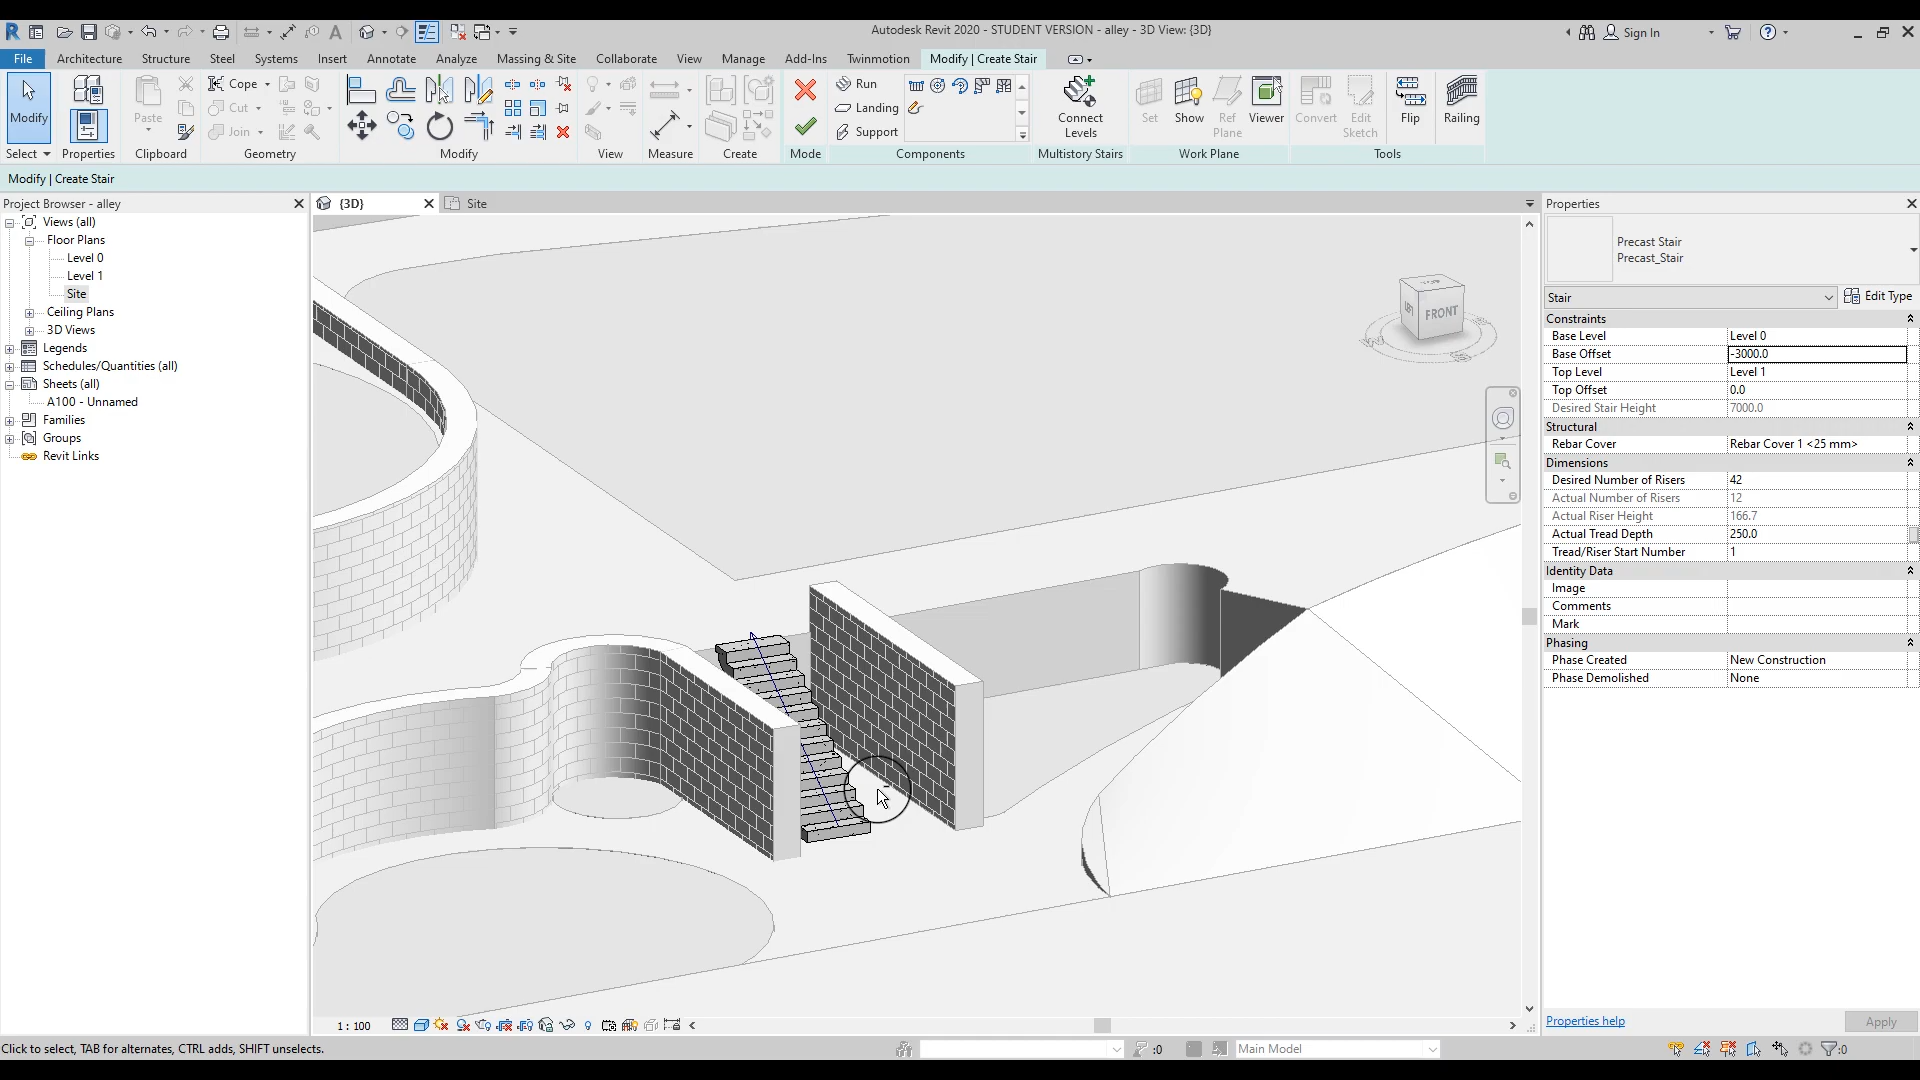 Autodesk Revit 2020 - STUDENT VERSION - alley - 3D View: {3D}
Sign In
File Architecture Structure Steel Systems Insert Annotate Analyze Massing & Site Collaborate View Manage Add-Ins Twinmotion Modify | Create Stair
Modify
Paste
Cope
Cut
Join
Run
Landing
Support
Connect
Levels
Set
Show
Ref
Plane
Viewer
Convert
Edit
Sketch
Flip
Railing
Select Properties Clipboard Geometry Modify View Measure Create Mode Components Multistory Stairs Work Plane Tools
Modify | Create Stair
Project Browser - alley
Views (all)
Floor Plans
Level 0
Level 1
Site
Ceiling Plans
3D Views
Legends
Schedules/Quantities (all)
Sheets (all)
A100 - Unnamed
Families
Groups
Revit Links
{3D}
Site
TOP
FRONT
Properties
Precast Stair
Precast_Stair
Stair
Edit Type
Constraints
Base Level Level 0
Base Offset -3000.0
Top Level Level 1
Top Offset 0.0
Desired Stair Height 7000.0
Structural
Rebar Cover Rebar Cover 1 <25 mm>
Dimensions
Desired Number of Risers 42
Actual Number of Risers 12
Actual Riser Height 166.7
Actual Tread Depth 250.0
Tread/Riser Start Number 1
Identity Data
Image
Comments
Mark
Phasing
Phase Created New Construction
Phase Demolished None
Properties help
Apply
1 : 100
Click to select, TAB for alternates, CTRL adds, SHIFT unselects.
:0
Main Model
:0